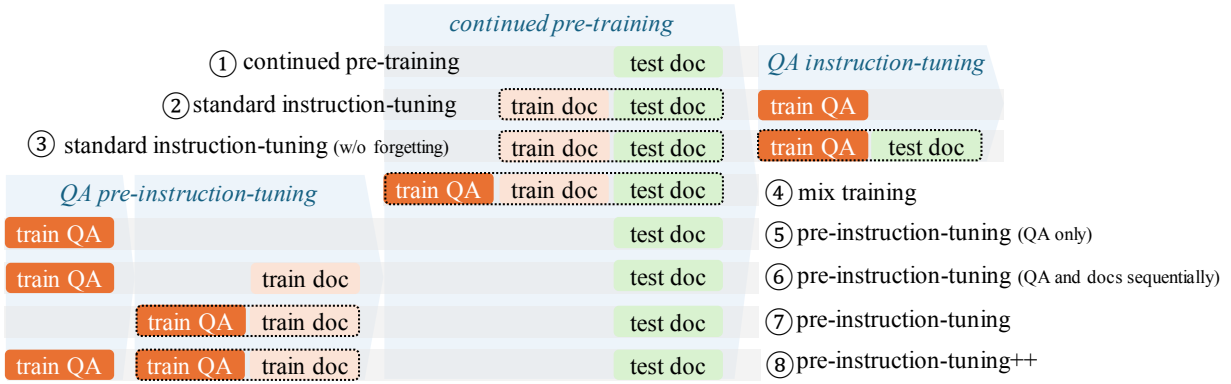 continued pre-training
① continued pre-training test doc QA instruction-tuning
② standard instruction-tuning train doc test doc train QA
③ standard instruction-tuning (w/o forgetting) train doc test doc train QA test doc
QA pre-instruction-tuning train QA train doc test doc ④ mix training
train QA test doc ⑤ pre-instruction-tuning (QA only)
train QA train doc test doc ⑥ pre-instruction-tuning (QA and docs sequentially)
train QA train doc test doc ⑦ pre-instruction-tuning
train QA train QA train doc test doc ⑧ pre-instruction-tuning++